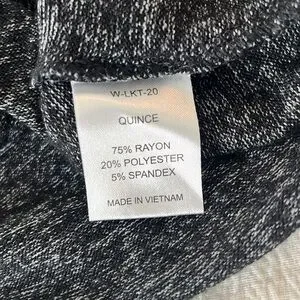 W-LKT-20
QUINCE
75% RAYON
20% POLYESTER
5% SPANDEX
MADE IN VIETNAM